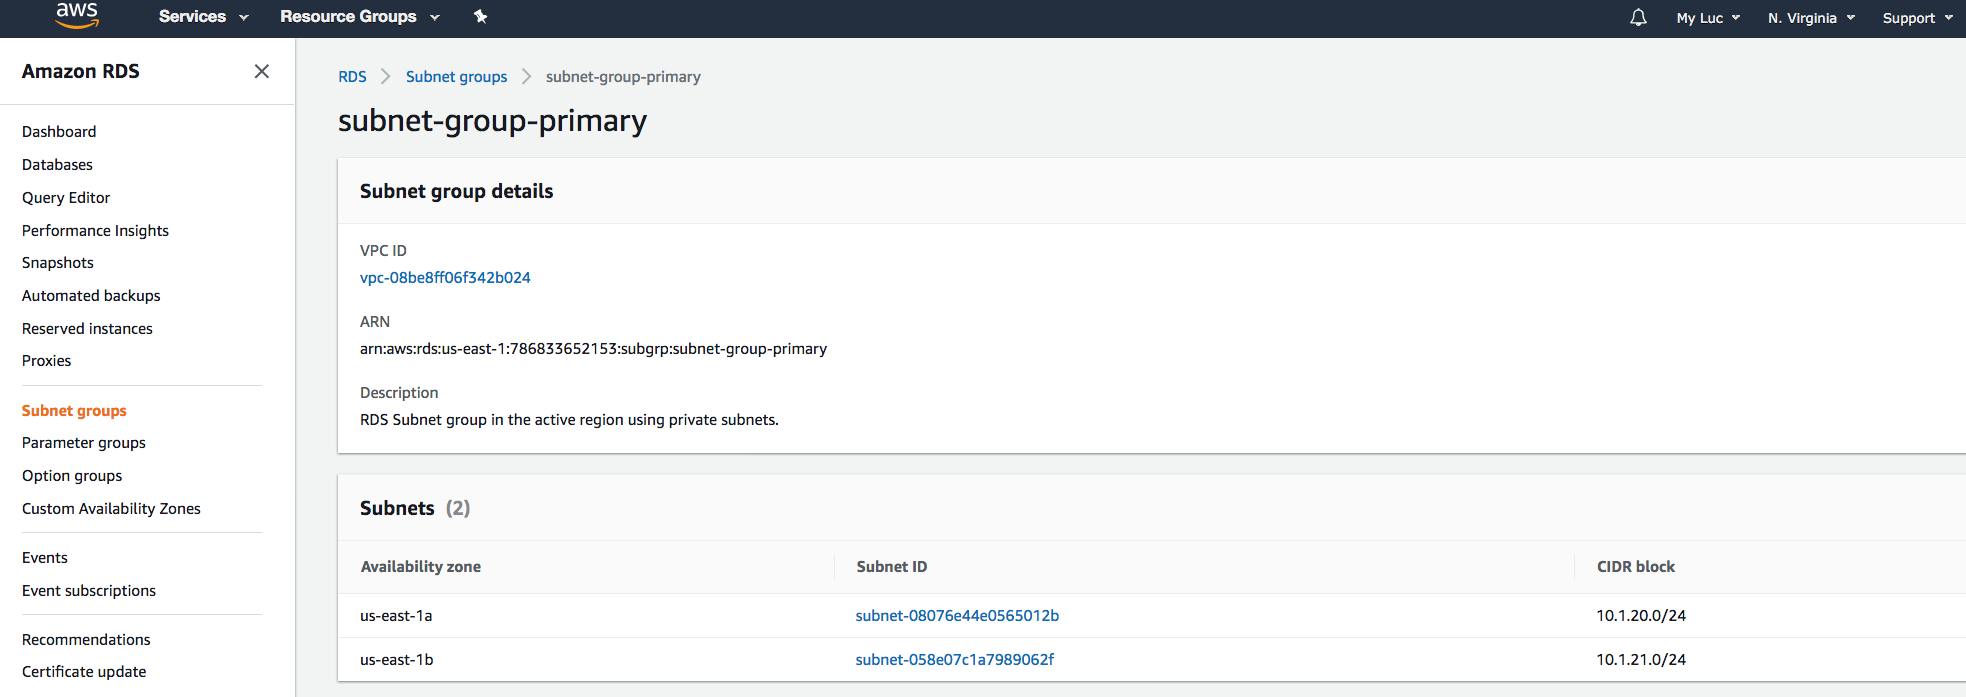 aws Services Resource Groups My Luc N. Virginia Support
Amazon RDS
Dashboard
Databases
Query Editor
Performance Insights
Snapshots
Automated backups
Reserved instances
Proxies
Subnet groups
Parameter groups
Option groups
Custom Availability Zones
Events
Event subscriptions
Recommendations
Certificate update
RDS Subnet groups subnet-group-primary
subnet-group-primary
Subnet group details
VPC ID
vpc-08be8ff06f342b024
ARN
arn:aws:rds:us-east-1:786833652153:subgrp:subnet-group-primary
Description
RDS Subnet group in the active region using private subnets.
Subnets (2)
Availability zone Subnet ID CIDR block
us-east-1a subnet-08076e44e0565012b 10.1.20.0/24
us-east-1b subnet-058e07c1a7989062f 10.1.21.0/24